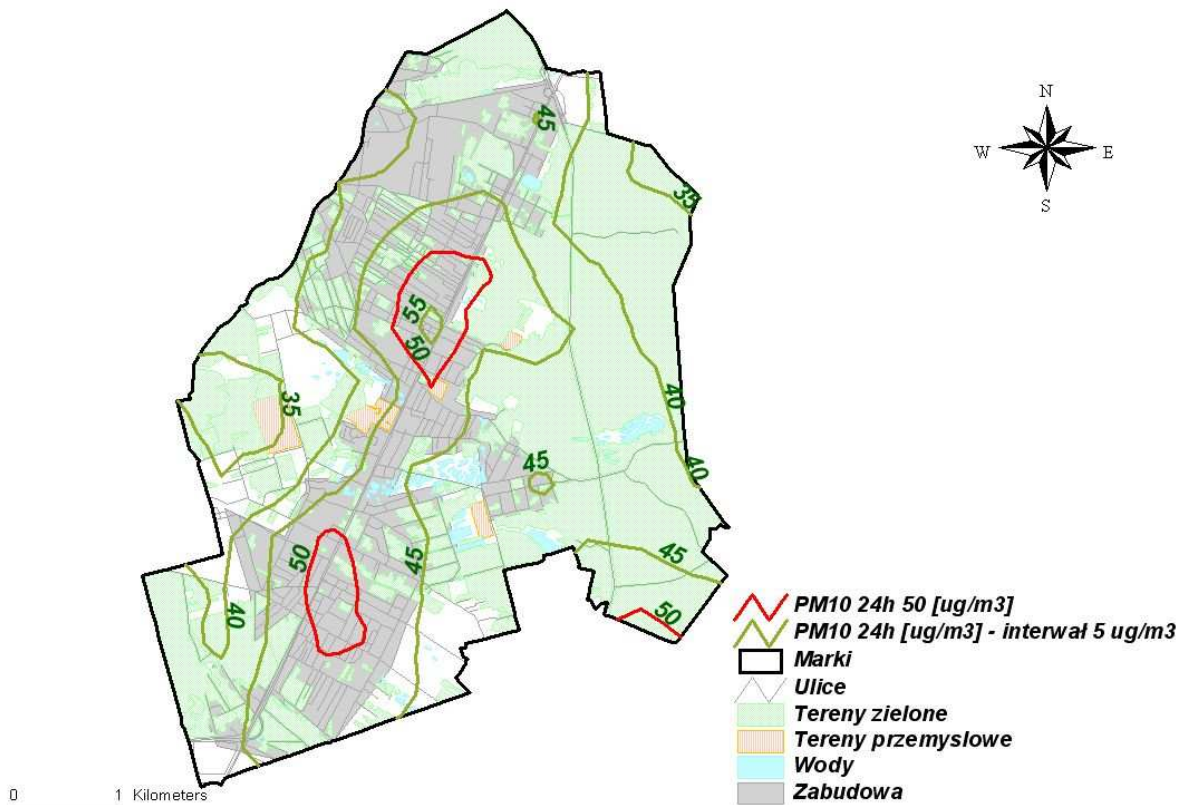 N
W
E
S
45
35
55
50
35
40
40
45
50
45
45
40
50
PM10 24h 50 [ug/m3]
PM10 24h [ug/m3] - interwał 5 ug/m3
Marki
Ulice
Tereny zielone
Tereny przemyslowe
Wody
Zabudowa
0 1 Kilometers